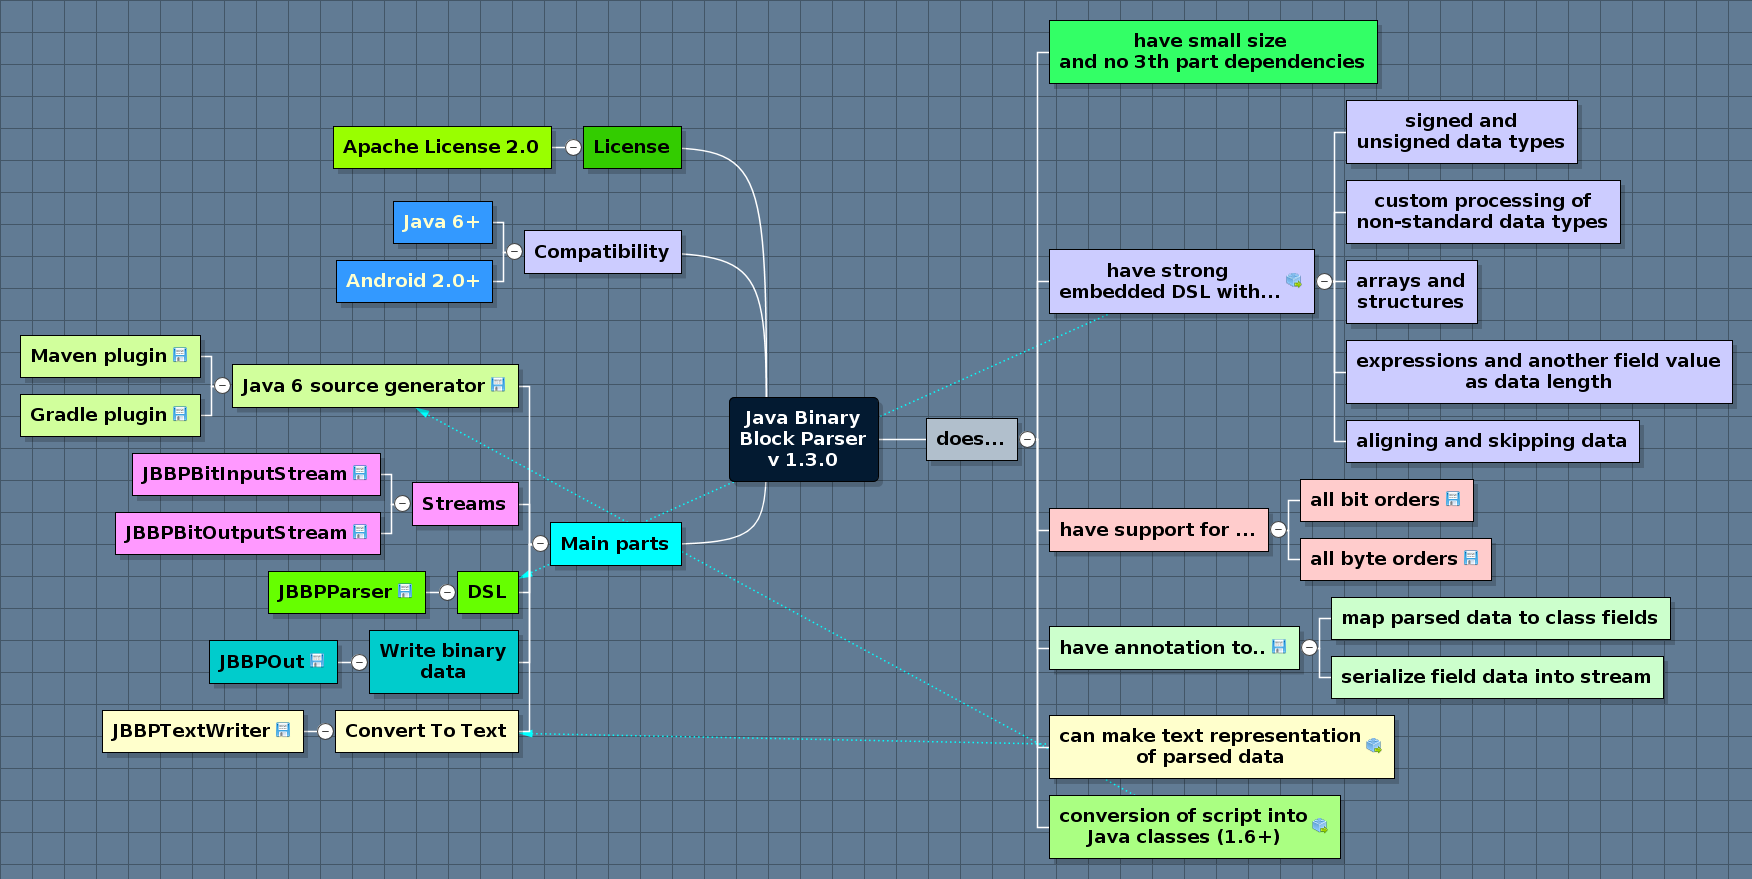 have small size
and no 3th part dependencies
signed and
unsigned data types
Apache License 2.0
License
custom processing of
non-standard data types
Java 6+
Compatibility
Android 2.0+
have strong
embedded DSL with...
arrays and
structures
Maven plugin
Java 6 source generator
Gradle plugin
expressions and another field value
as data length
Java Binary
Block Parser
v 1.3.0
does...
aligning and skipping data
JBBPBitInputStream
Streams
JBBPBitOutputStream
Main parts
have support for ...
all bit orders
all byte orders
JBBPParser
DSL
Write binary
data
JBBPOut
have annotation to..
map parsed data to class fields
serialize field data into stream
JBBPTextWriter
Convert To Text
can make text representation
of parsed data
conversion of script into
Java classes (1.6+)